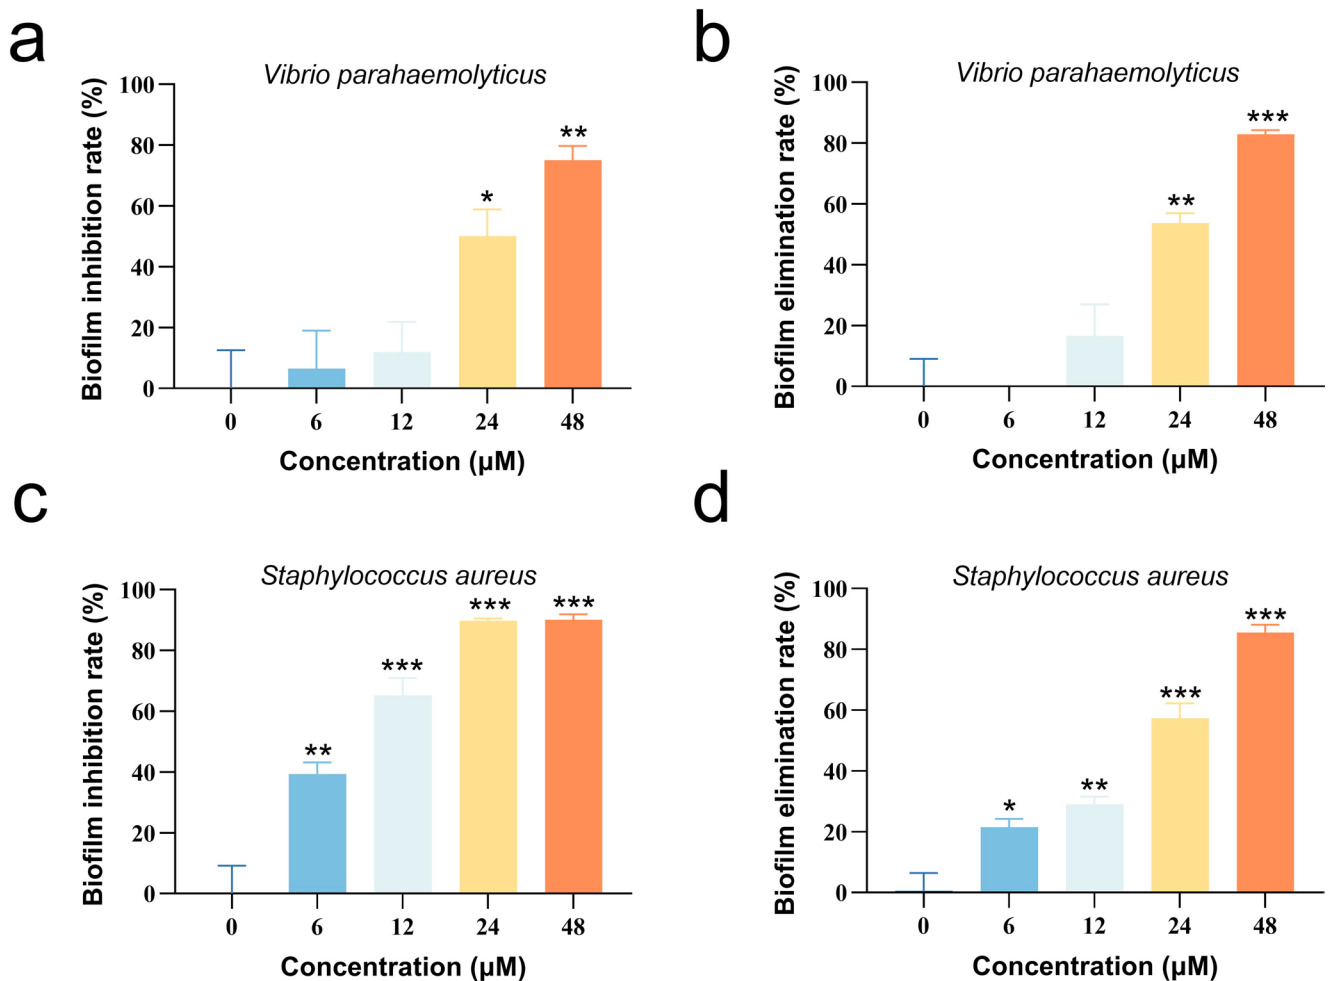 a
Vibrio parahaemolyticus
Biofilm inhibition rate (%)
100
80
60
40
20
0
*
**
0 6 12 24 48
Concentration (µM)
b
Vibrio parahaemolyticus
Biofilm elimination rate (%)
100
80
60
40
20
0
**
***
0 6 12 24 48
Concentration (µM)
c
Staphylococcus aureus
Biofilm inhibition rate (%)
100
80
60
40
20
0
**
***
***
***
0 6 12 24 48
Concentration (µM)
d
Staphylococcus aureus
Biofilm elimination rate (%)
100
80
60
40
20
0
*
**
***
***
0 6 12 24 48
Concentration (µM)